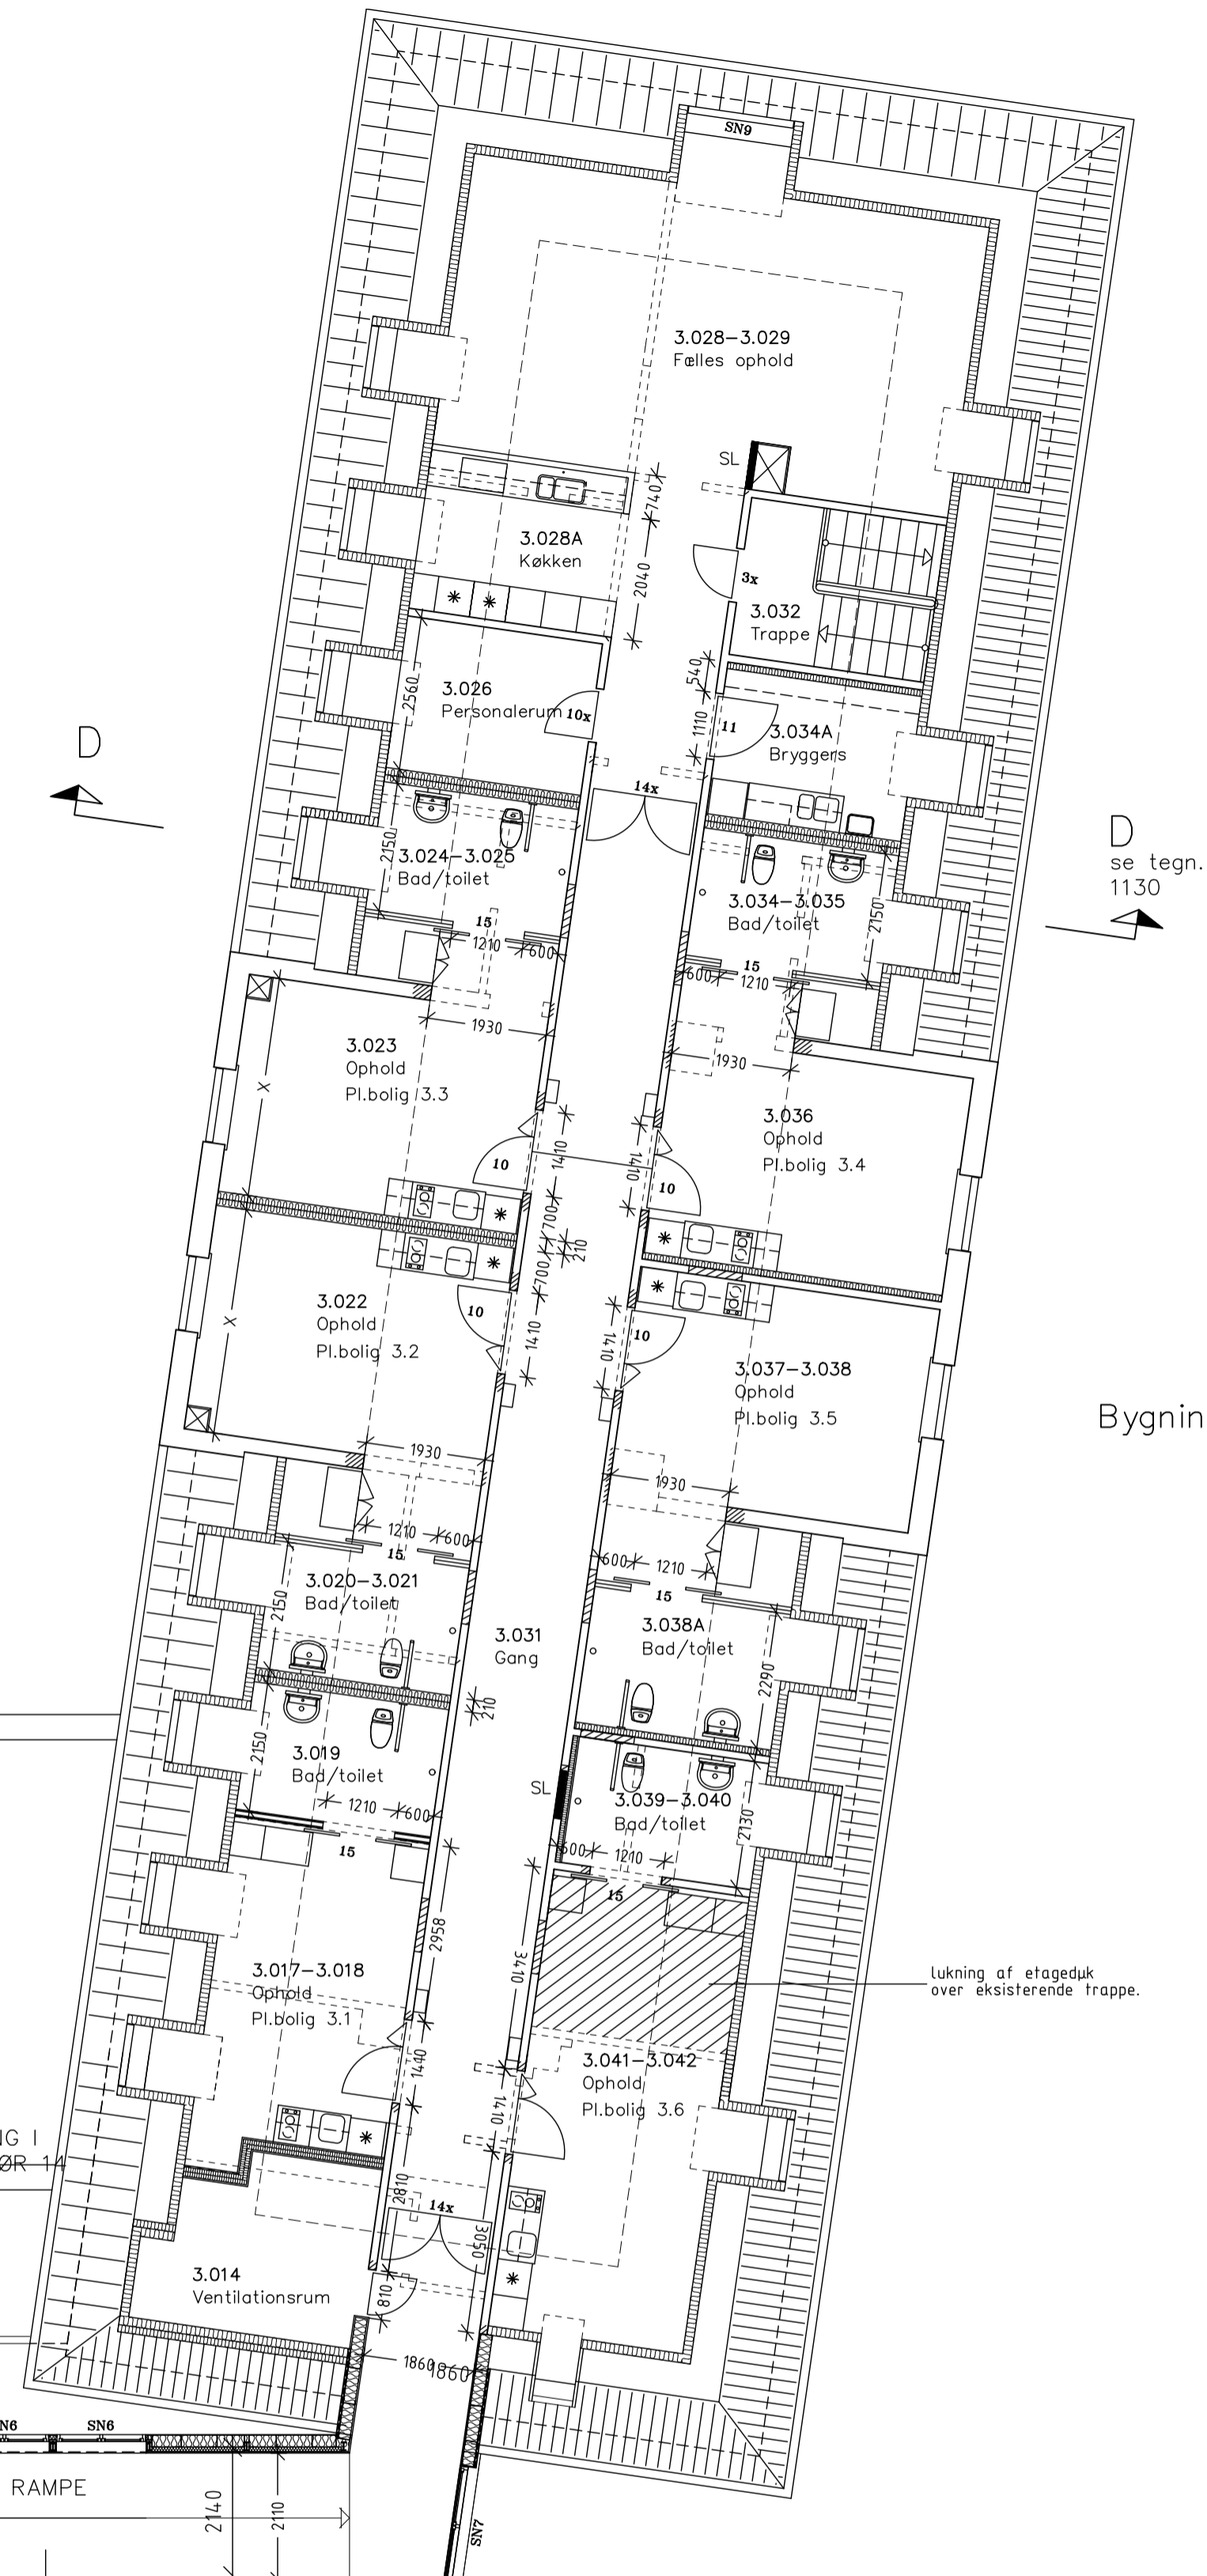 SN9
3.028-3.029
Fælles ophold
SL
740
3.028A
Køkken
2040
3x
3.032
Trappe
540
3.026
Personalerum
10x
2560
1110
11
3.034A
Bryggers
D
14x
D
se tegn.
1130
2150
3.024-3.025
Bad/toilet
15
1210
600
3.034-3.035
Bad/toilet
2150
15
600
1210
1930
1930
3.023
Ophold
Pl.bolig 3.3
X
3.036
Ophold
Pl.bolig 3.4
10
1410
1410
10
700
210
700
3.022
Ophold
Pl.bolig 3.2
X
10
1410
1410
10
3.037-3.038
Ophold
Pl.bolig 3.5
Bygnin
1930
1930
1210
600
15
600
1210
15
3.020-3.021
Bad/toilet
2150
3.031
Gang
3.038A
Bad/toilet
2290
210
2150
3.019
Bad/toilet
1210
600
15
SL
3.039-3.040
Bad/toilet
2130
600
1210
15
2958
3410
3.017-3.018
Ophold
Pl.bolig 3.1
lukning af etagedµk
over eksisterende trappe.
1440
1410
3.041-3.042
Ophold
Pl.bolig 3.6
NG I
ØR 14
2810
14x
3050
3.014
Ventilationsrum
810
1860
1860
N6
SN6
RAMPE
2140
2110
SN7